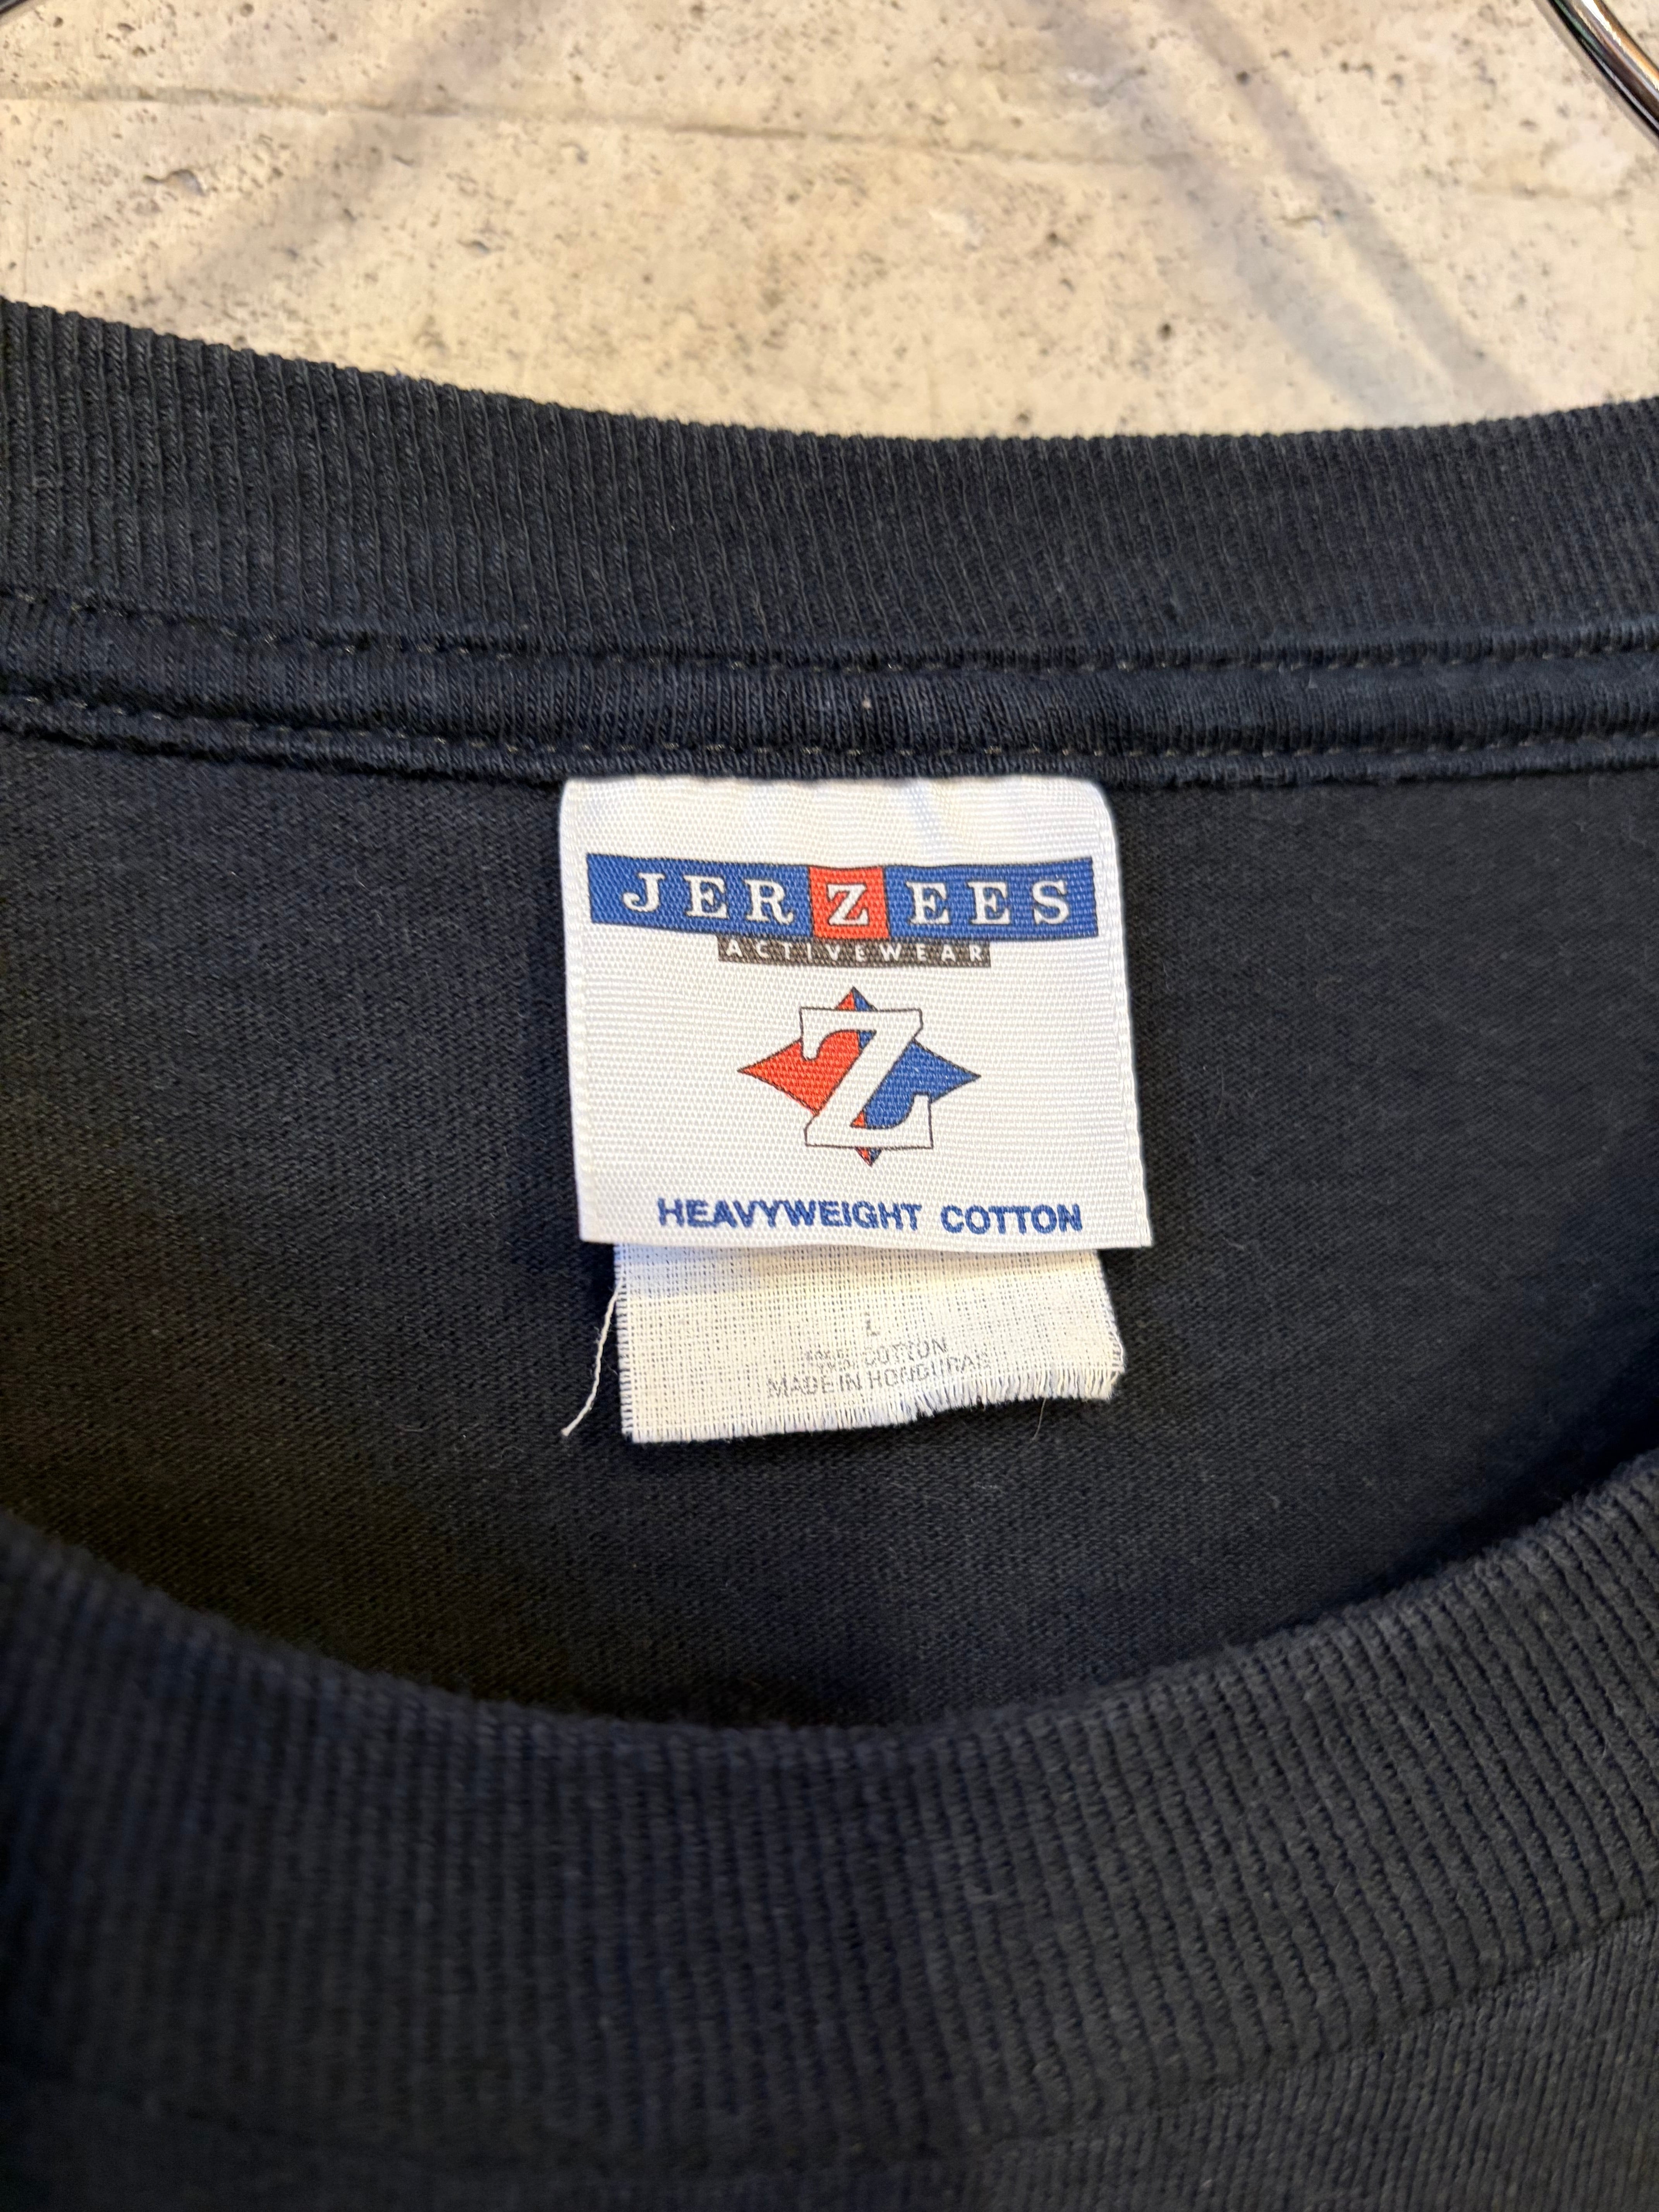 JERZEES
ACTIVEWEAR
Z
HEAVYWEIGHT COTTON
L
COTTON
MADE IN HONDURAS